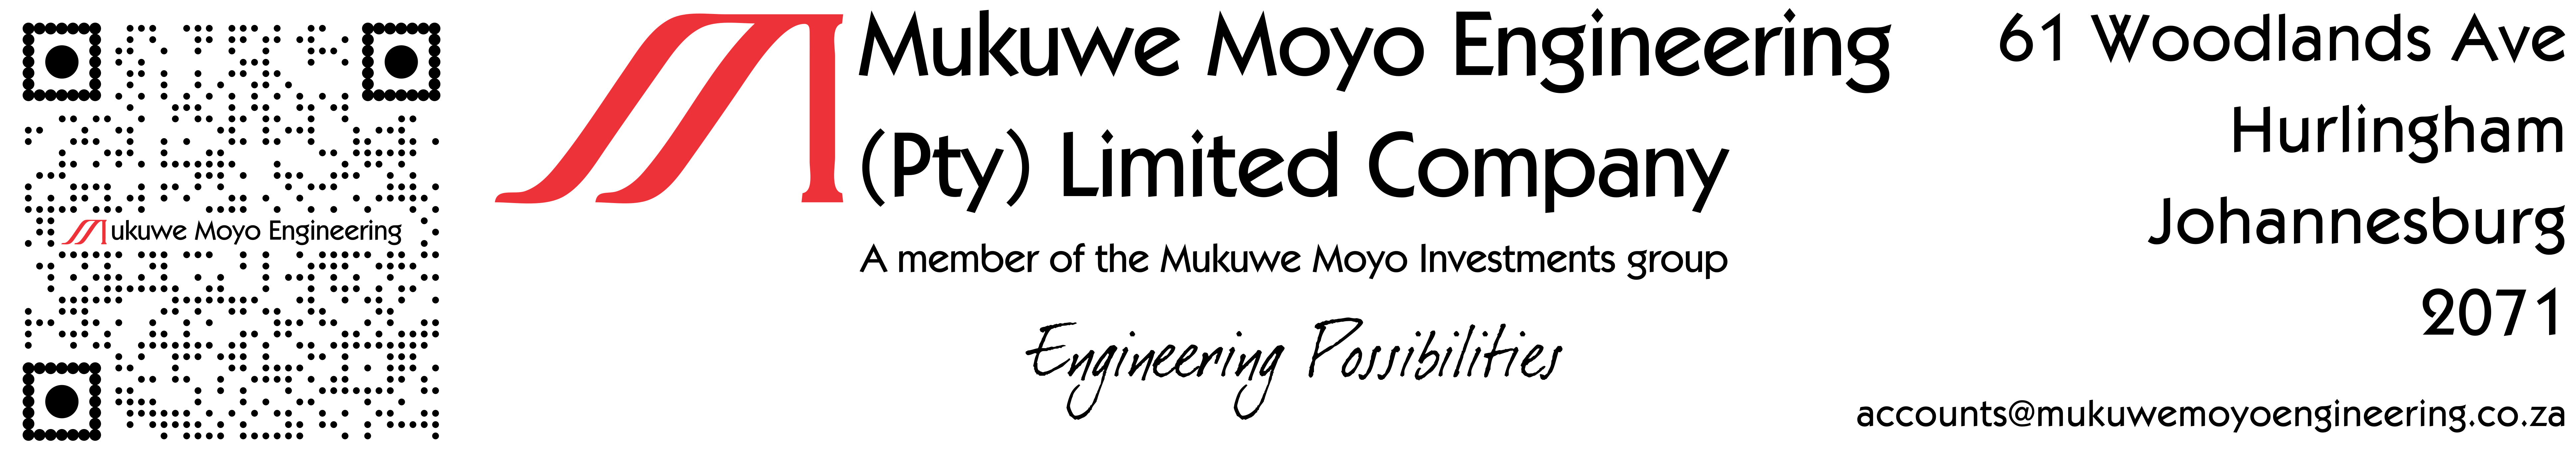 Mukuwe Moyo Engineering
(Pty) Limited Company
A member of the Mukuwe Moyo Investments group
Engineering Possibilities
61 Woodlands Ave
Hurlingham
Johannesburg
2071
accounts@mukuwemoyoengineering.co.za
Mukuwe Moyo Engineering